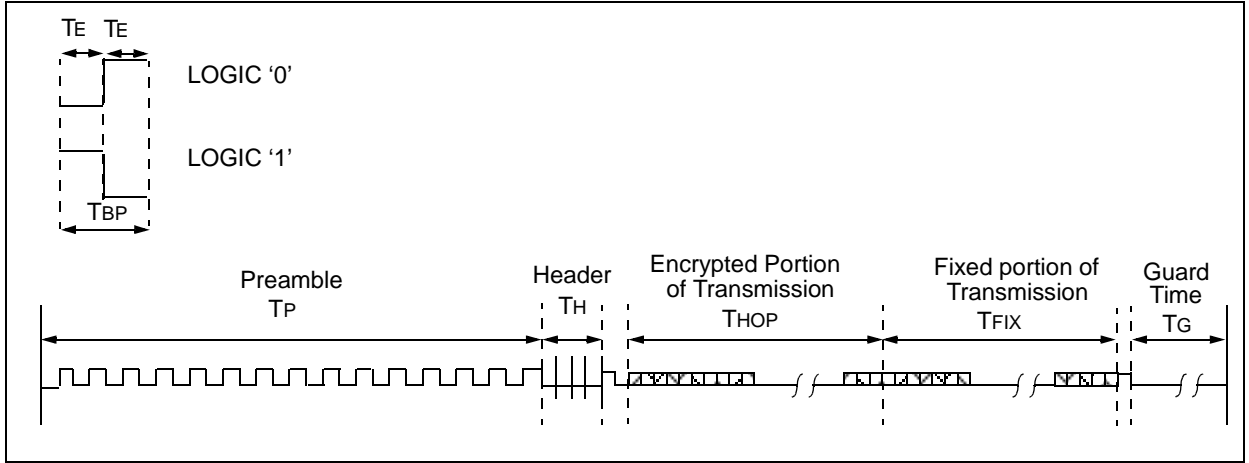 TE TE
LOGIC ‘0’
LOGIC ‘1’
TBP
Preamble
TP
Header
TH
Encrypted Portion
of Transmission
THOP
Fixed portion of
Transmission
TFIX
Guard
Time
TG